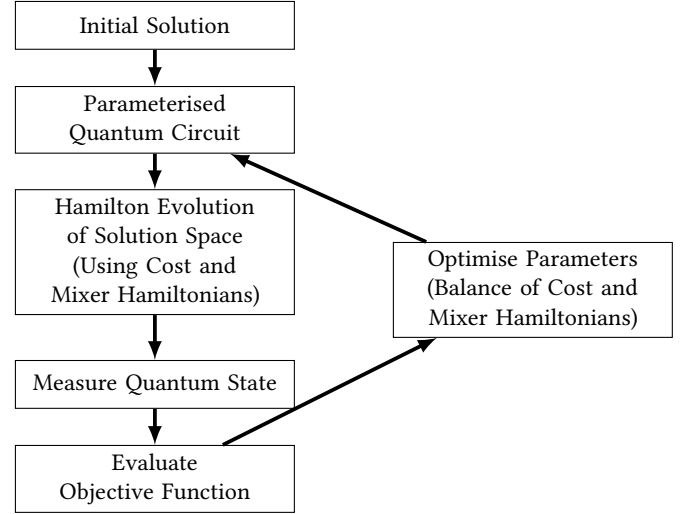 Initial Solution
Parameterised
Quantum Circuit
Hamilton Evolution
of Solution Space
(Using Cost and
Mixer Hamiltonians)
Optimise Parameters
(Balance of Cost and
Mixer Hamiltonians)
Measure Quantum State
Evaluate
Objective Function